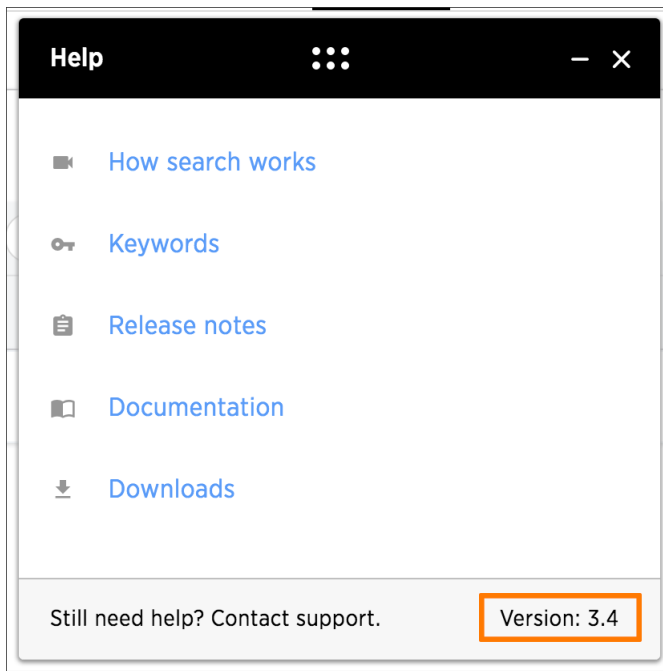 Help
How search works
Keywords
Release notes
Documentation
Downloads
Still need help? Contact support.
Version: 3.4